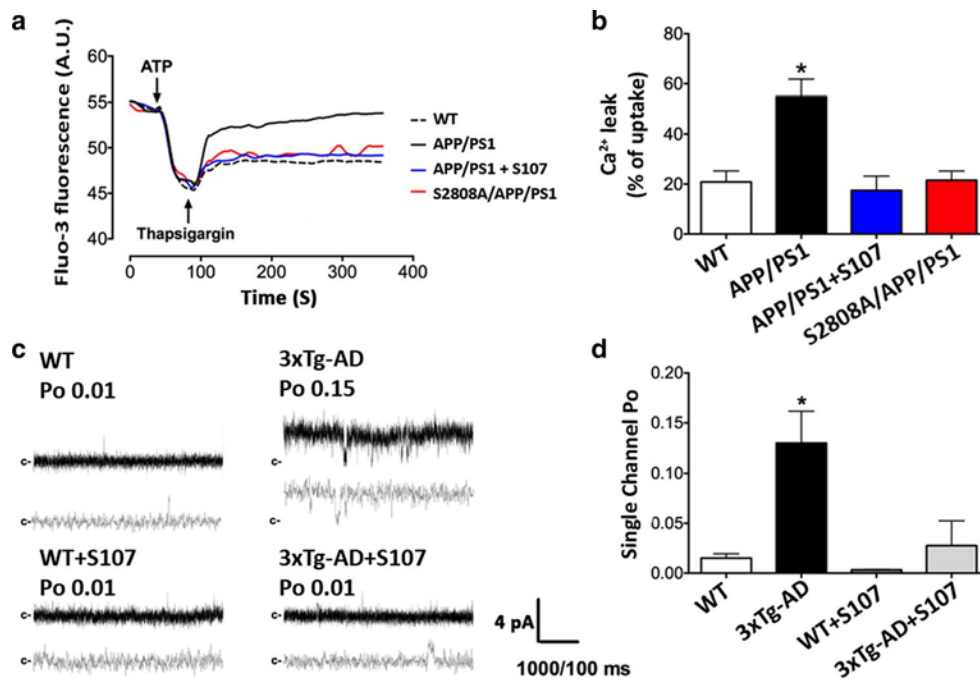 a
Fluo-3 fluorescence (A.U.)
60
55
50
45
40
ATP
Thapsigargin
WT
APP/PS1
APP/PS1 + S107
S2808A/APP/PS1
0
100
200
300
400
Time (S)
b
Ca²⁺ leak
(% of uptake)
80
60
40
20
0
*
WT
APP/PS1
APP/PS1+S107
S2808A/APP/PS1
c
WT
Po 0.01
c-
c-
3xTg-AD
Po 0.15
c-
c-
WT+S107
Po 0.01
c-
c-
3xTg-AD+S107
Po 0.01
c-
c-
4 pA
1000/100 ms
d
Single Channel Po
0.20
0.15
0.10
0.05
0.00
*
WT
3xTg-AD
WT+S107
3xTg-AD+S107